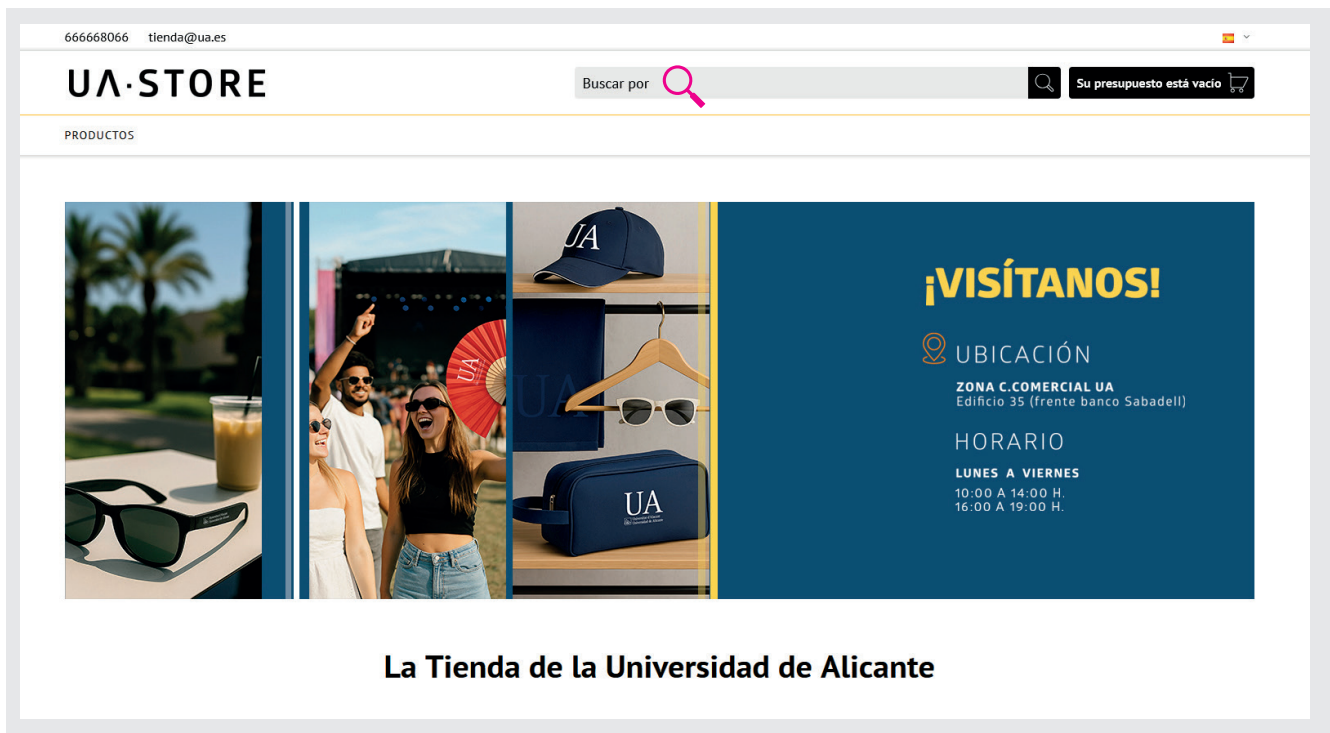 666668066 tienda@ua.es
UΛ·STORE
Buscar por
Su presupuesto está vacío
PRODUCTOS
UA
UA
UA
UA
¡VISÍTANOS!
UBICACIÓN
ZONA C.COMERCIAL UA
Edificio 35 (frente banco Sabadell)
HORARIO
LUNES A VIERNES
10:00 A 14:00 H.
16:00 A 19:00 H.
La Tienda de la Universidad de Alicante